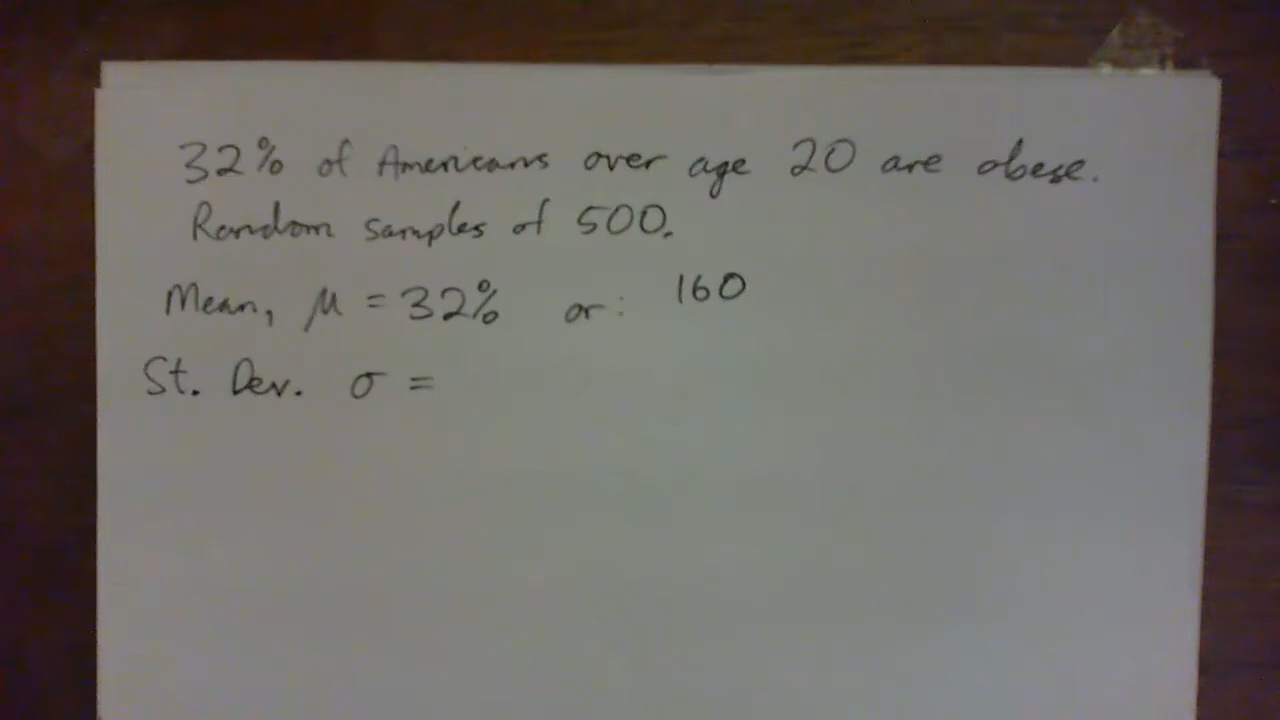 32% of Americans over age 20 are obese.
Random samples of 500.
Mean, μ = 32% or: 160
St. Dev. σ =